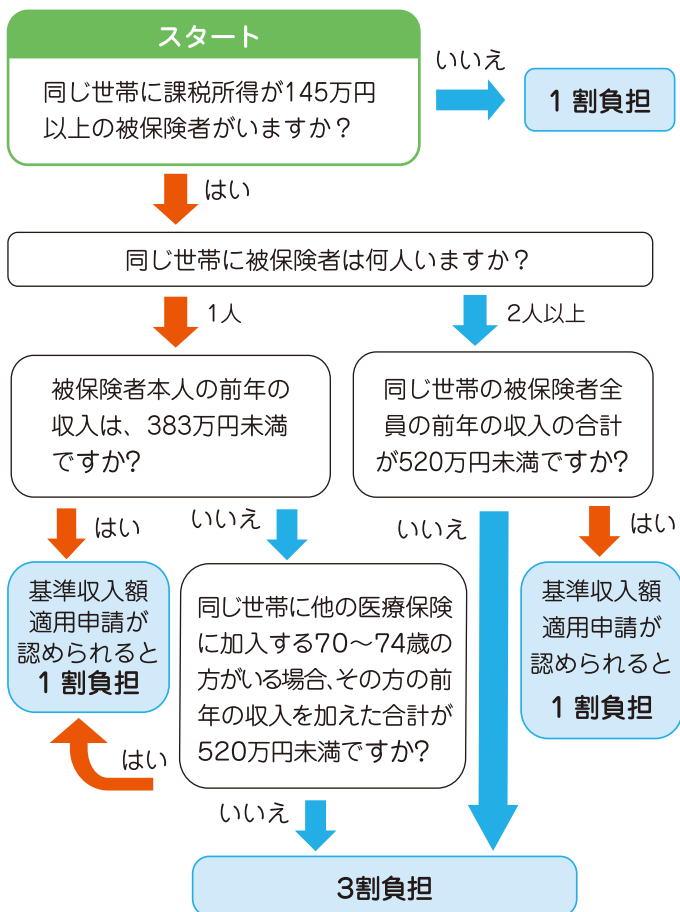 スタート
同じ世帯に課税所得が145万円
以上の被保険者がいますか？
いいえ
1 割負担
はい
同じ世帯に被保険者は何人いますか？
1人
2人以上
被保険者本人の前年の
収入は、383万円未満
ですか?
同じ世帯の被保険者全
員の前年の収入の合計
が520万円未満ですか?
はい
いいえ
いいえ
はい
基準収入額
適用申請が
認められると
1 割負担
同じ世帯に他の医療保険
に加入する70～74歳の
方がいる場合、その方の前
年の収入を加えた合計が
520万円未満ですか?
基準収入額
適用申請が
認められると
1 割負担
はい
いいえ
3割負担